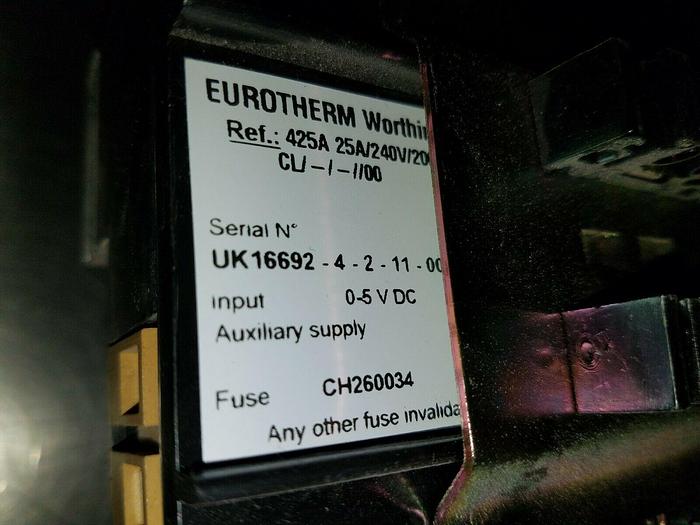 EUROTHERM Worthin
Ref.: 425A 25A/240V/20
CL/ – / – //00
Serial N°
UK16692 - 4 - 2 - 11 - 00
input 0-5 V DC
Auxiliary supply
Fuse CH260034
Any other fuse invalida